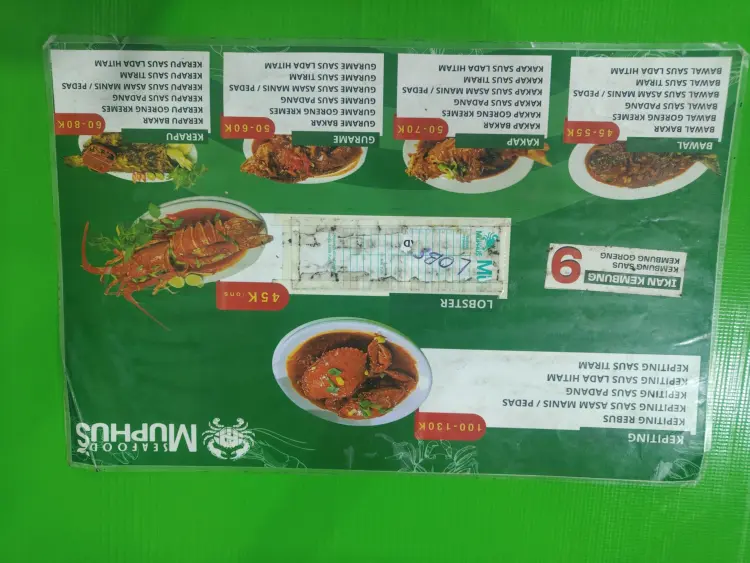 SEAFOOD
MUPHUS
KEPITING
100-130K
KEPITING REBUS
KEPITING SAUS ASAM MANIS / PEDAS
KEPITING SAUS PADANG
KEPITING SAUS LADA HITAM
KEPITING SAUS TIRAM
LOBSTER
45K /ons
LOBS
IKAN KEMBUNG
KEMBUNG SAUS
KEMBUNG GORENG
9
BAWAL
45-55K
BAWAL BAKAR
BAWAL GORENG KREMES
BAWAL SAUS PADANG
BAWAL SAUS ASAM MANIS / PEDAS
BAWAL SAUS TIRAM
BAWAL SAUS LADA HITAM
KAKAP
50-70K
KAKAP BAKAR
KAKAP GORENG KREMES
KAKAP SAUS PADANG
KAKAP SAUS ASAM MANIS / PEDAS
KAKAP SAUS TIRAM
KAKAP SAUS LADA HITAM
GURAME
50-60K
GURAME BAKAR
GURAME GORENG KREMES
GURAME SAUS PADANG
GURAME SAUS ASAM MANIS / PEDAS
GURAME SAUS TIRAM
GURAME SAUS LADA HITAM
KERAPU
60-80K
KERAPU BAKAR
KERAPU GORENG KREMES
KERAPU SAUS PADANG
KERAPU SAUS ASAM MANIS / PEDAS
KERAPU SAUS TIRAM
KERAPU SAUS LADA HITAM